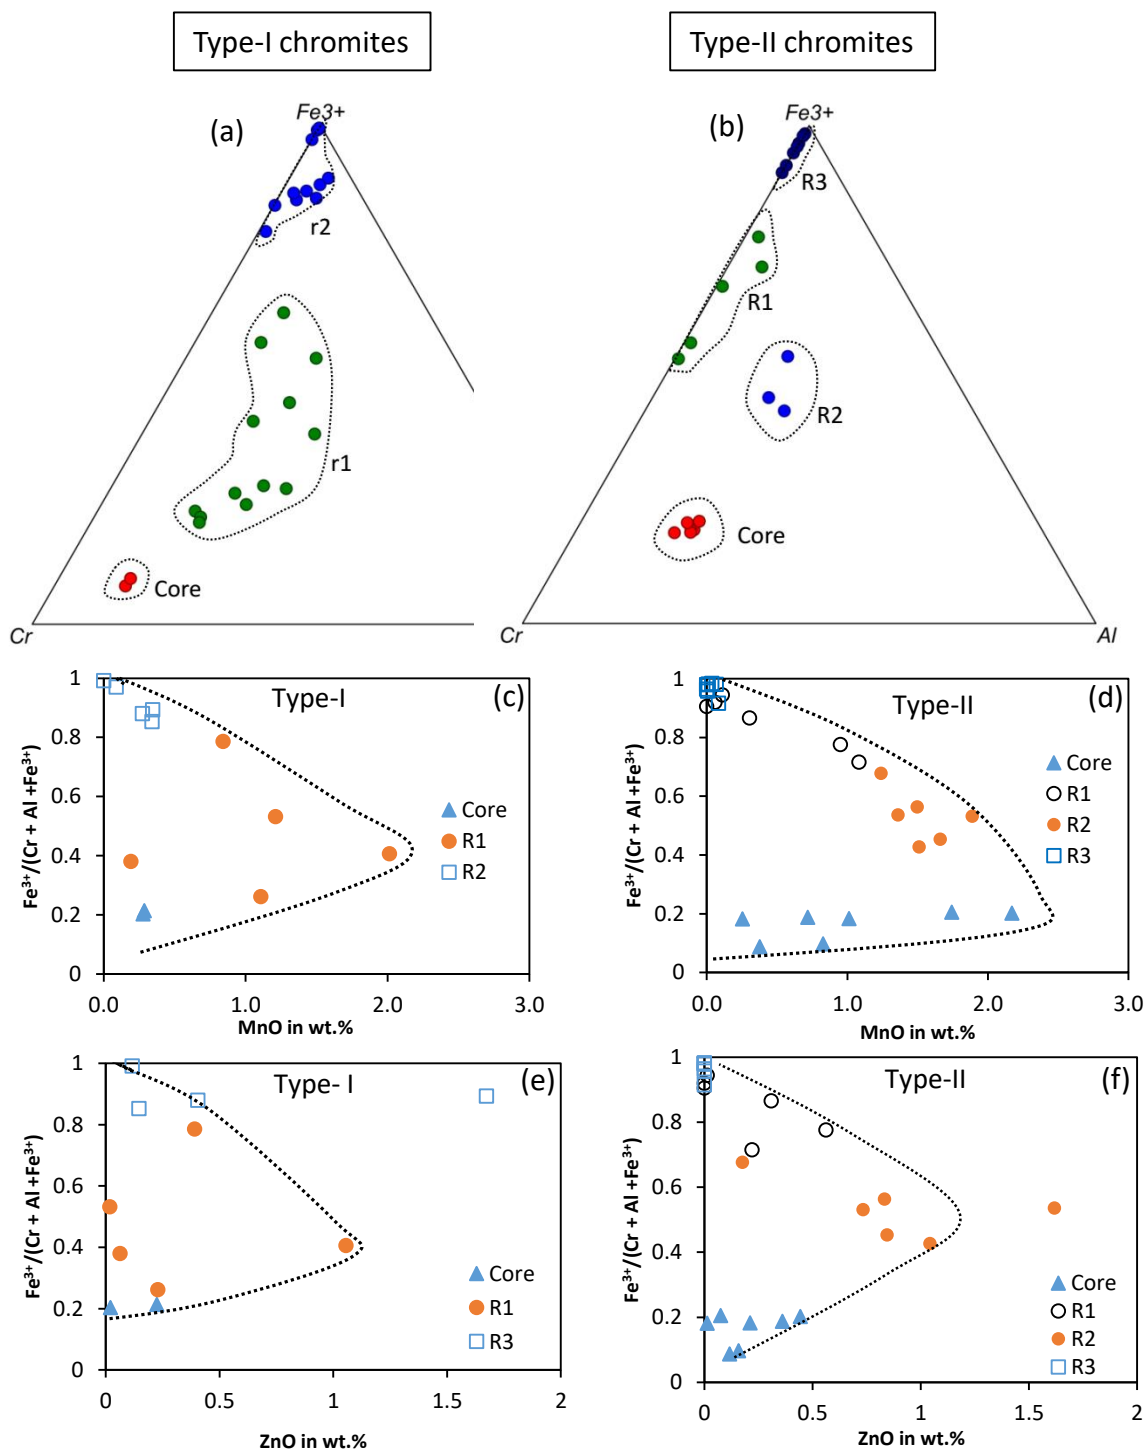 Type-I chromites
Type-II chromites
(a)
Fe3+
r2
r1
Core
Cr
(b)
Fe3+
R3
R1
R2
Core
Cr
Al
(c)
Type-I
Fe³⁺/(Cr + Al +Fe³⁺)
1
0.8
0.6
0.4
0.2
0
0.0
1.0
2.0
3.0
MnO in wt.%
Core
R1
R2
(d)
Type-II
Fe³⁺/(Cr + Al +Fe³⁺)
1
0.8
0.6
0.4
0.2
0
0.0
1.0
2.0
3.0
MnO in wt.%
Core
R1
R2
R3
(e)
Type- I
Fe³⁺/(Cr + Al +Fe³⁺)
1
0.8
0.6
0.4
0.2
0
0
0.5
1
1.5
2
ZnO in wt.%
Core
R1
R3
(f)
Type-II
Fe³⁺/(Cr + Al +Fe³⁺)
1
0.8
0.6
0.4
0.2
0
0
0.5
1
1.5
2
ZnO in wt.%
Core
R1
R2
R3